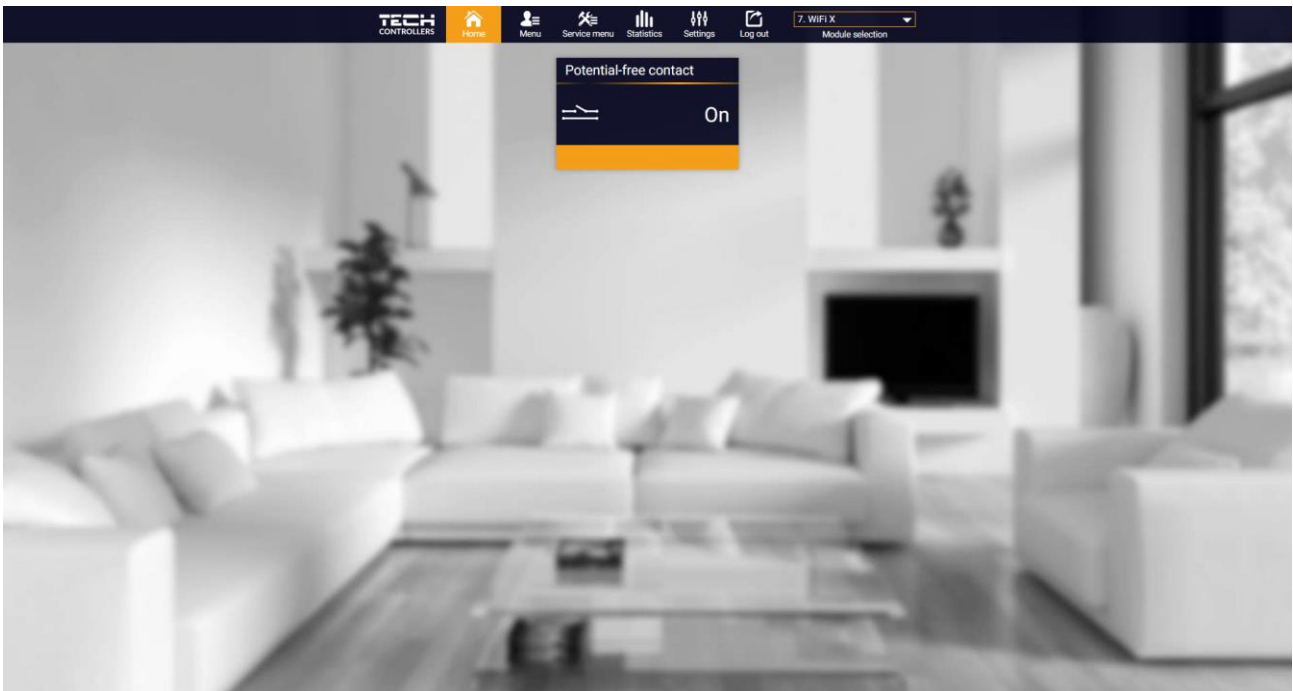 TECH
CONTROLLERS
Home
Menu
Service menu
Statistics
Settings
Log out
7. WiFi X
Module selection
Potential-free contact
On